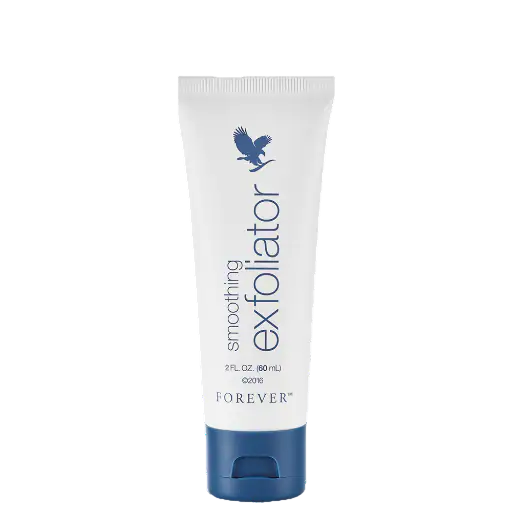 smoothing
exfoliator
2 FL. OZ. (60 mL)
©2016
FOREVER™